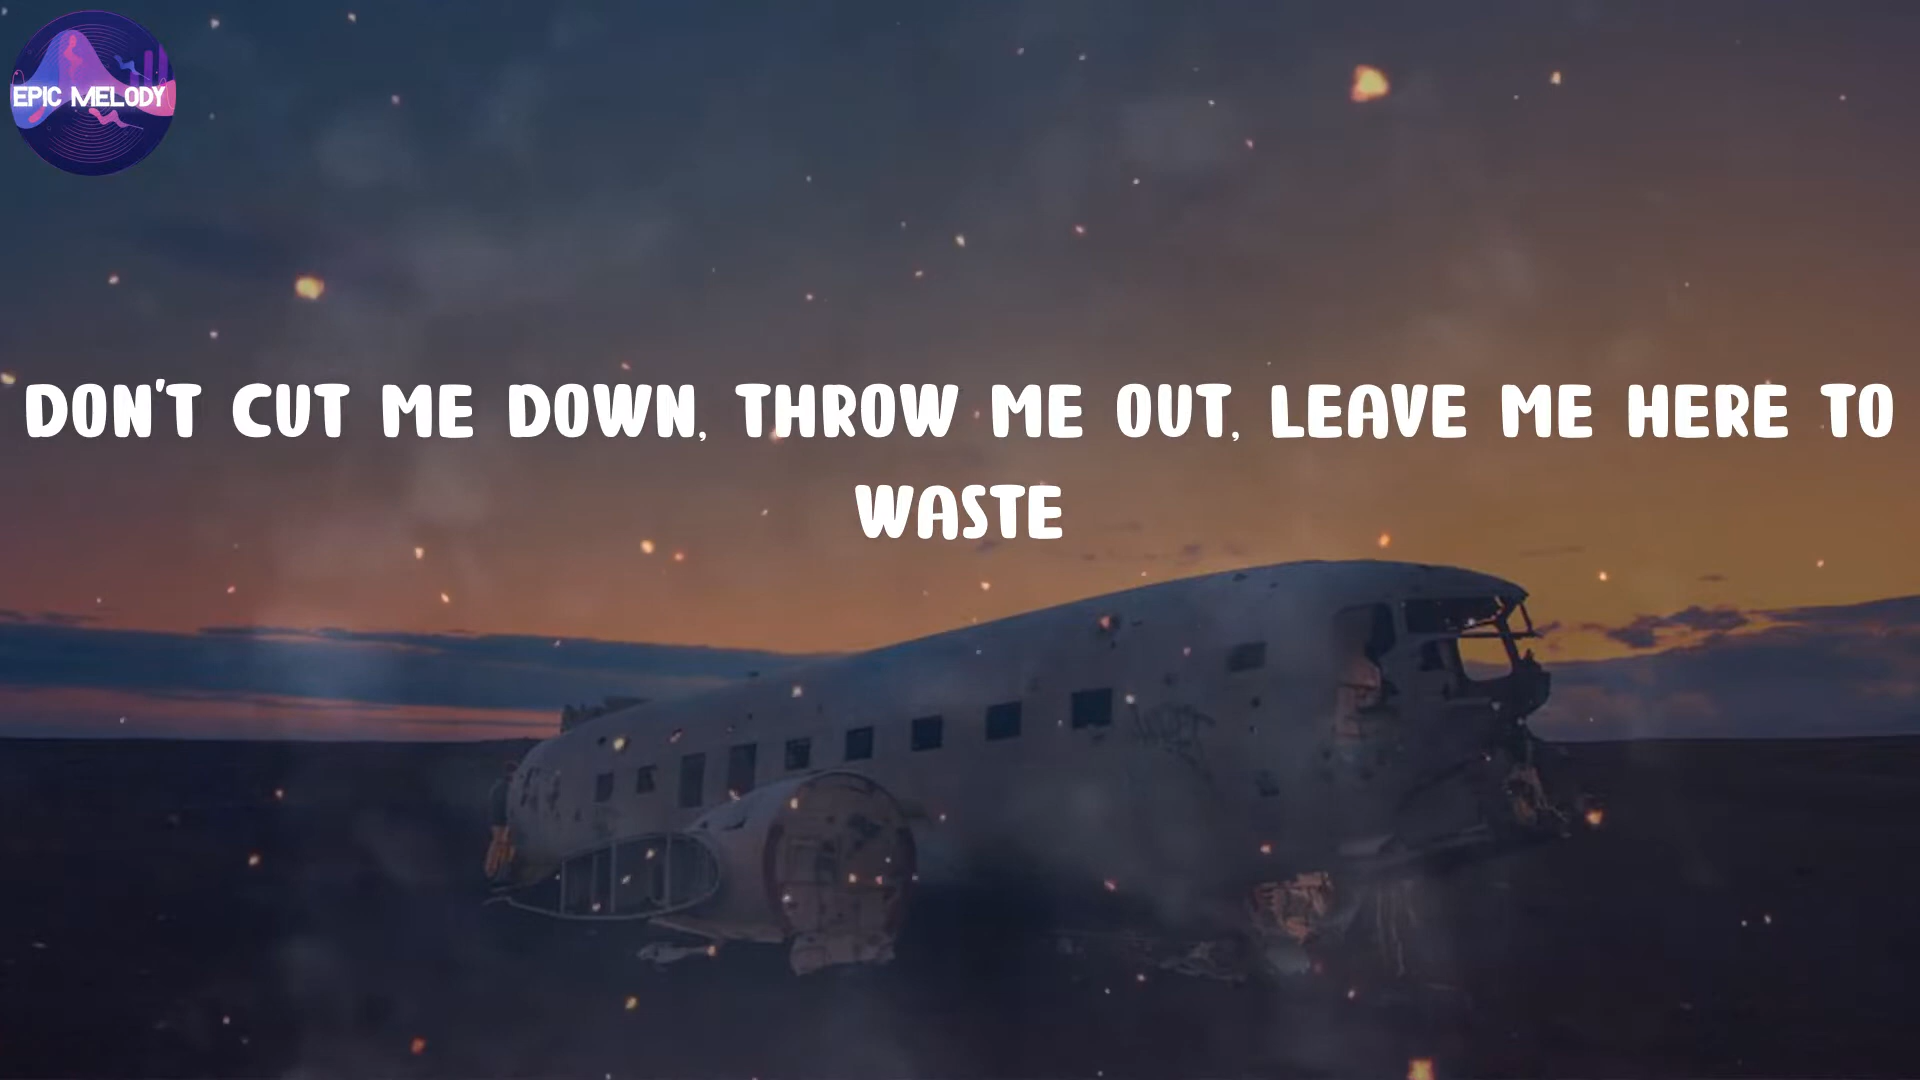 EPIC MELODY
DON'T CUT ME DOWN, THROW ME OUT, LEAVE ME HERE TO
WASTE